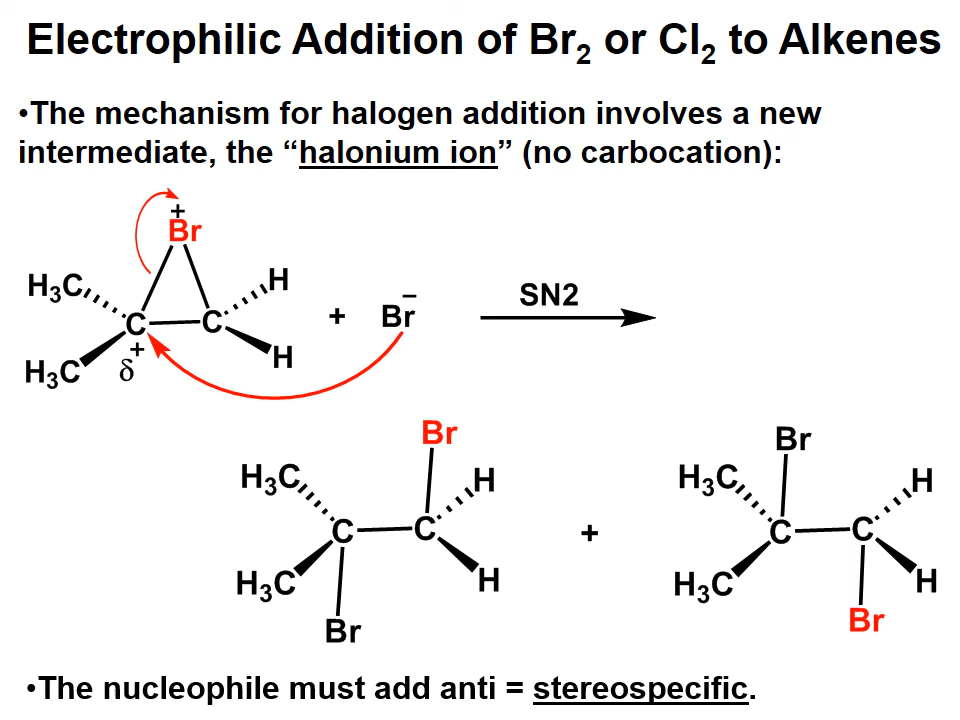 Electrophilic Addition of Br₂ or Cl₂ to Alkenes
•The mechanism for halogen addition involves a new
intermediate, the “halonium ion” (no carbocation):
+
Br
H₃C H
C C + Br⁻ SN2
H₃C δ⁺ H
Br Br
H₃C H H₃C H
C C + C C
H₃C H H₃C H
Br Br
•The nucleophile must add anti = stereospecific.